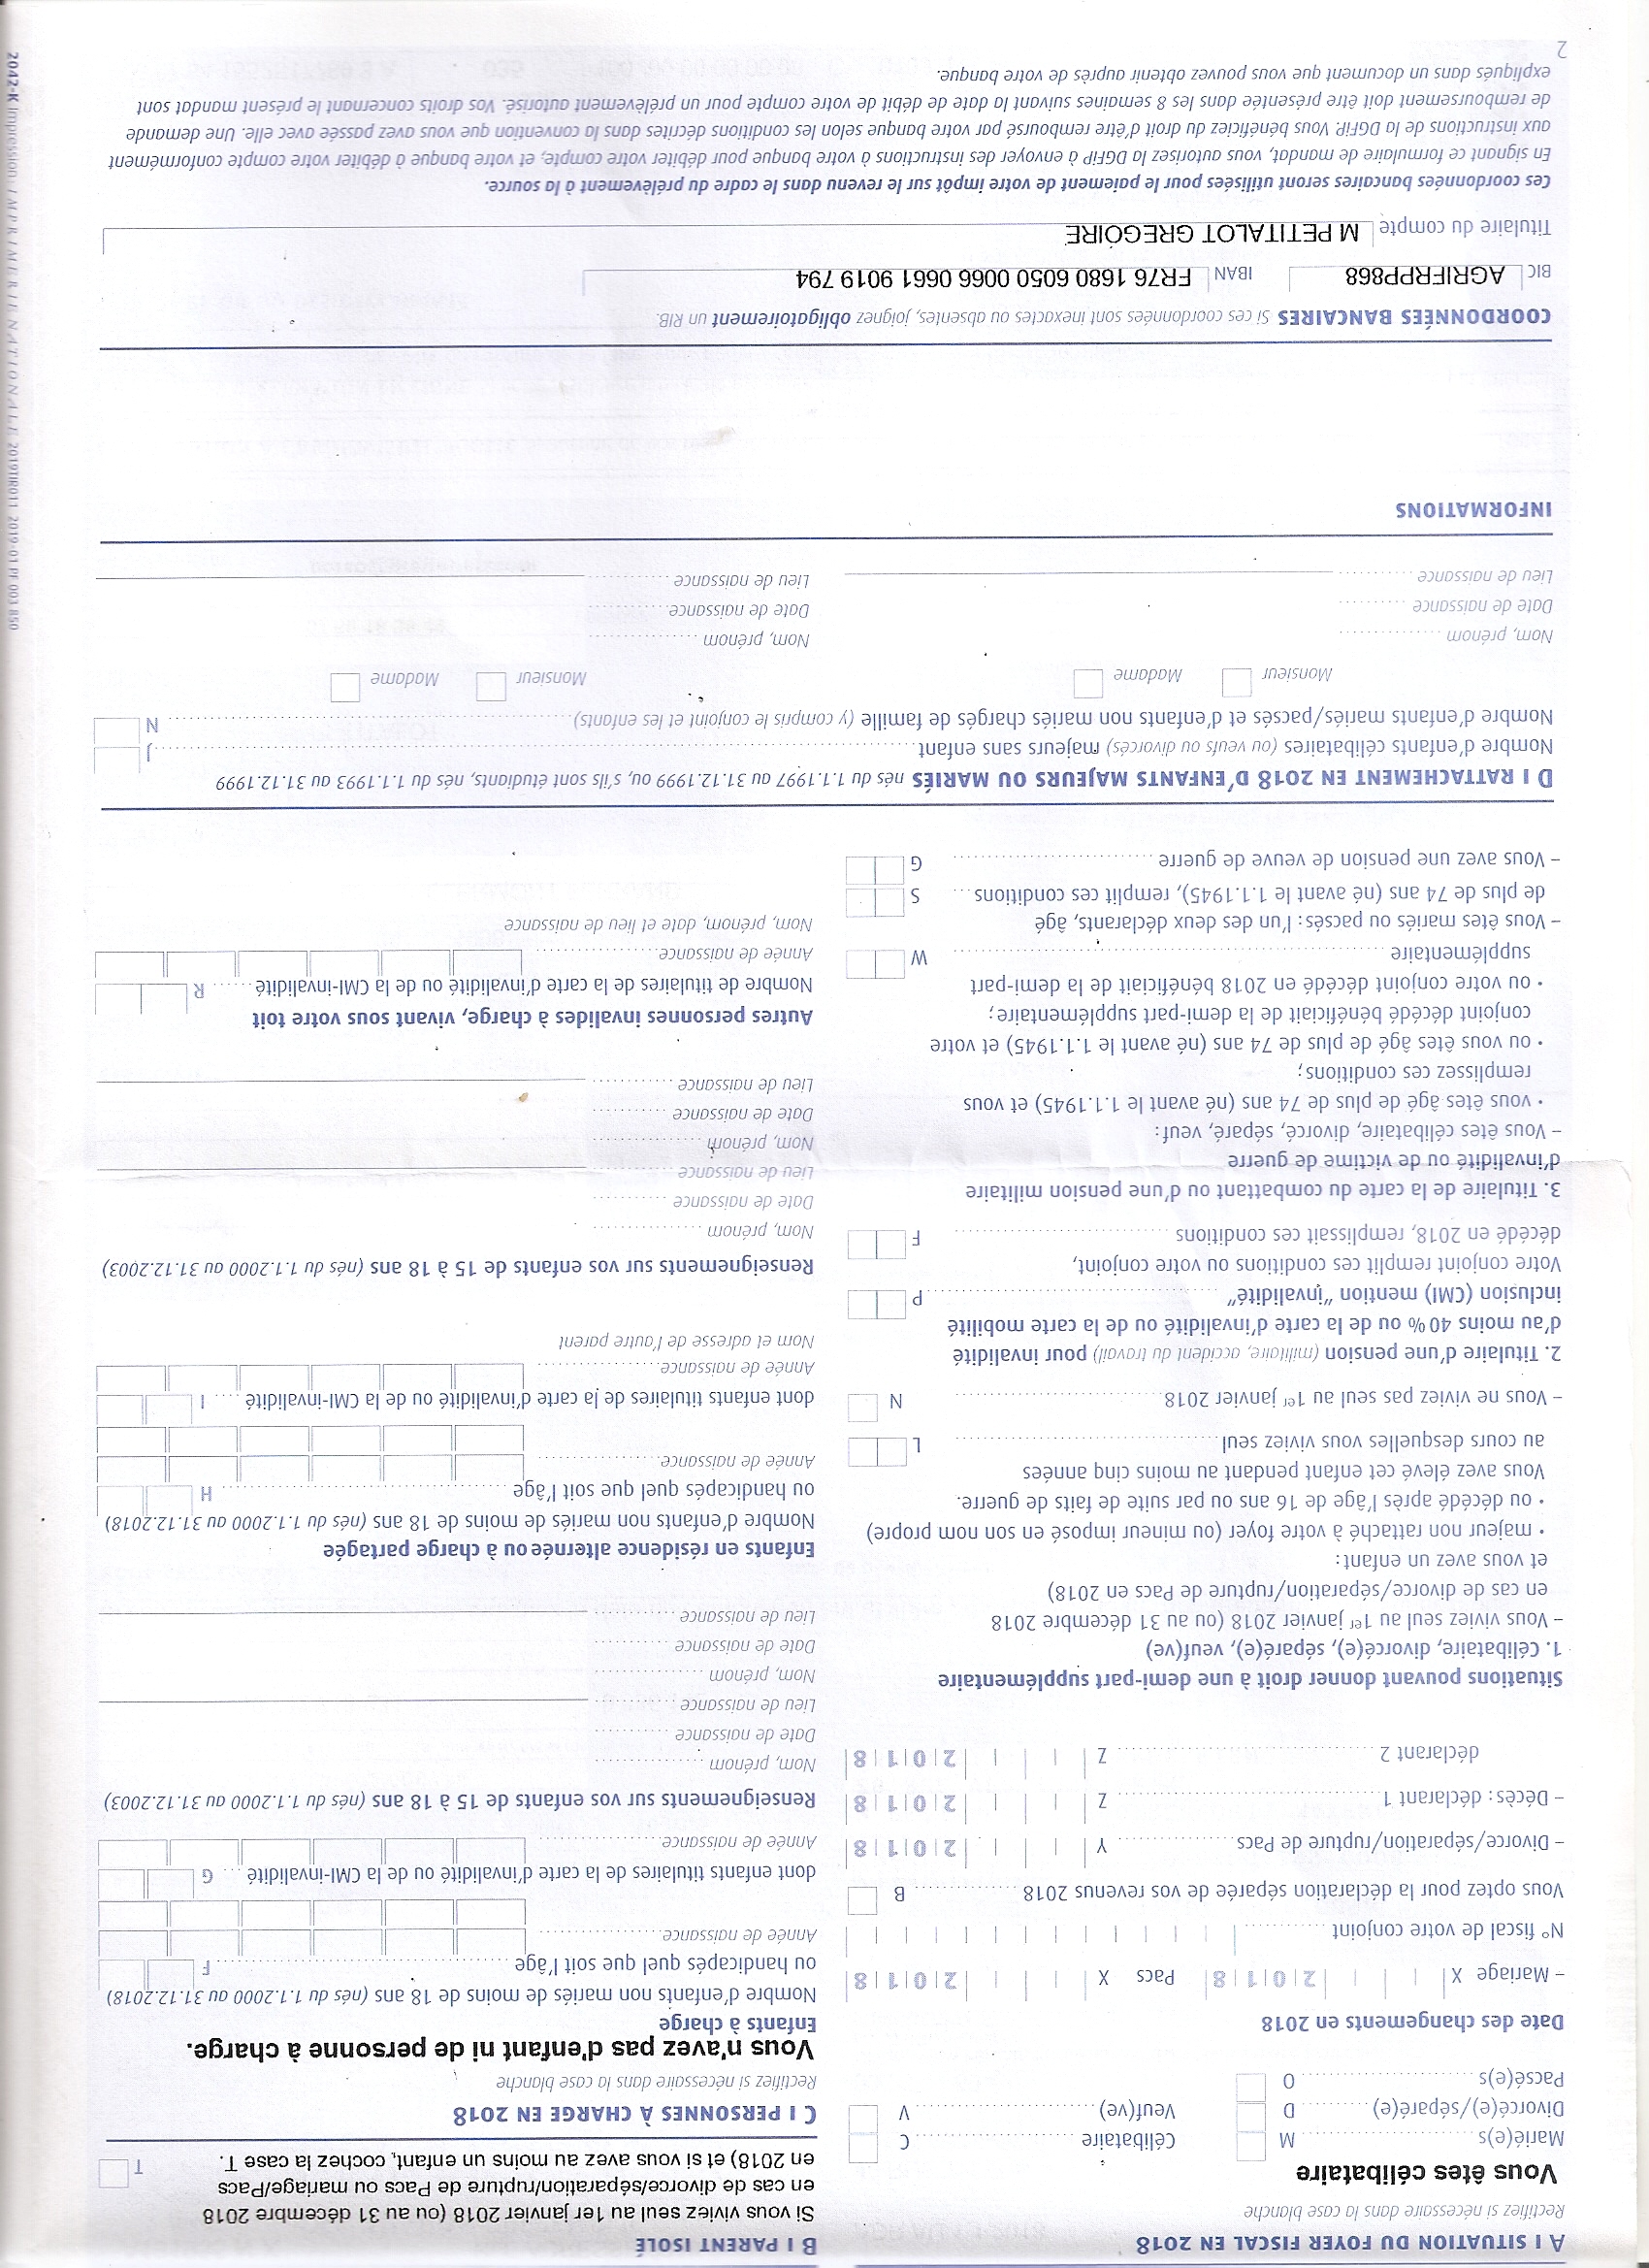 A I SITUATION DU FOYER FISCAL EN 2018
Rectifiez si nécessaire dans la case blanche
Vous êtes célibataire
Marié(e)s M
Célibataire C
Divorcé(e)/séparé(e) D
Veuf(ve) V
Pacsé(e)s O
Date des changements en 2018
– Mariage X 2018 Pacs X 2018
N° fiscal de votre conjoint
Vous optez pour la déclaration séparée de vos revenus 2018 B
– Divorce/séparation/rupture de Pacs Y 2018
– Décès: déclarant 1 Z 2018
déclarant 2 Z 2018
Situations pouvant donner droit à une demi-part supplémentaire
1. Célibataire, divorcé(e), séparé(e), veuf(ve)
– Vous viviez seul au 1er janvier 2018 (ou au 31 décembre 2018
en cas de divorce/séparation/rupture de Pacs en 2018)
et vous avez un enfant:
• majeur non rattaché à votre foyer (ou mineur imposé en son nom propre)
• ou décédé après l'âge de 16 ans ou par suite de faits de guerre.
Vous avez élevé cet enfant pendant au moins cinq années
au cours desquelles vous viviez seul L
– Vous ne viviez pas seul au 1er janvier 2018 N
2. Titulaire d'une pension (militaire, accident du travail) pour invalidité
d'au moins 40% ou de la carte d'invalidité ou de la carte mobilité
inclusion (CMI) mention "invalidité" P
Votre conjoint remplit ces conditions ou votre conjoint,
décédé en 2018, remplissait ces conditions F
3. Titulaire de la carte du combattant ou d'une pension militaire
d'invalidité ou de victime de guerre
– Vous êtes célibataire, divorcé, séparé, veuf:
• vous êtes âgé de plus de 74 ans (né avant le 1.1.1945) et vous
remplissez ces conditions;
• ou vous êtes âgé de plus de 74 ans (né avant le 1.1.1945) et votre
conjoint décédé bénéficiait de la demi-part supplémentaire;
• ou votre conjoint décédé en 2018 bénéficiait de la demi-part
supplémentaire W
– Vous êtes mariés ou pacsés: l'un des deux déclarants, âgé
de plus de 74 ans (né avant le 1.1.1945), remplit ces conditions S
– Vous avez une pension de veuve de guerre G
B I PARENT ISOLÉ
Si vous viviez seul au 1er janvier 2018 (ou au 31 décembre 2018
en cas de divorce/séparation/rupture de Pacs ou mariage/Pacs
en 2018) et si vous avez au moins un enfant, cochez la case T. T
C I PERSONNES À CHARGE EN 2018
Rectifiez si nécessaire dans la case blanche
Vous n'avez pas d'enfant ni de personne à charge.
Enfants à charge
Nombre d'enfants non mariés de moins de 18 ans (nés du 1.1.2000 au 31.12.2018)
ou handicapés quel que soit l'âge F
Année de naissance
dont enfants titulaires de la carte d'invalidité ou de la CMI-invalidité G
Année de naissance
Renseignements sur vos enfants de 15 à 18 ans (nés du 1.1.2000 au 31.12.2003)
Nom, prénom
Date de naissance
Lieu de naissance
Nom, prénom
Date de naissance
Lieu de naissance
Enfants en résidence alternée ou à charge partagée
Nombre d'enfants non mariés de moins de 18 ans (nés du 1.1.2000 au 31.12.2018)
ou handicapés quel que soit l'âge H
Année de naissance
dont enfants titulaires de la carte d'invalidité ou de la CMI-invalidité I
Année de naissance
Nom et adresse de l'autre parent
Renseignements sur vos enfants de 15 à 18 ans (nés du 1.1.2000 au 31.12.2003)
Nom, prénom
Date de naissance
Lieu de naissance
Nom, prénom
Date de naissance
Lieu de naissance
Autres personnes invalides à charge, vivant sous votre toit
Nombre de titulaires de la carte d'invalidité ou de la CMI-invalidité R
Année de naissance
Nom, prénom, date et lieu de naissance
D I RATTACHEMENT EN 2018 D'ENFANTS MAJEURS OU MARIÉS nés du 1.1.1997 au 31.12.1999 ou, s'ils sont étudiants, nés du 1.1.1993 au 31.12.1999
Nombre d'enfants célibataires (ou veufs ou divorcés) majeurs sans enfant J
Nombre d'enfants mariés/pacsés et d'enfants non mariés chargés de famille (y compris le conjoint et les enfants) N
Monsieur Madame Monsieur Madame
Nom, prénom Nom, prénom
Date de naissance Date de naissance
Lieu de naissance Lieu de naissance
INFORMATIONS
COORDONNÉES BANCAIRES Si ces coordonnées sont inexactes ou absentes, joignez obligatoirement un RIB.
BIC AGRIFRPP868 IBAN FR76 1680 6050 0066 0661 9019 794
Titulaire du compte M PETITALOT GREGOIRE
Ces coordonnées bancaires seront utilisées pour le paiement de votre impôt sur le revenu dans le cadre du prélèvement à la source.
En signant ce formulaire de mandat, vous autorisez la DGFiP à envoyer des instructions à votre banque pour débiter votre compte, et votre banque à débiter votre compte conformément
aux instructions de la DGFiP. Vous bénéficiez du droit d'être remboursé par votre banque selon les conditions décrites dans la convention que vous avez passée avec elle. Une demande
de remboursement doit être présentée dans les 8 semaines suivant la date de débit de votre compte pour un prélèvement autorisé. Vos droits concernant le présent mandat sont
expliqués dans un document que vous pouvez obtenir auprès de votre banque.
2
2042-K Impression IMPRIMERIE NATIONALE 2019